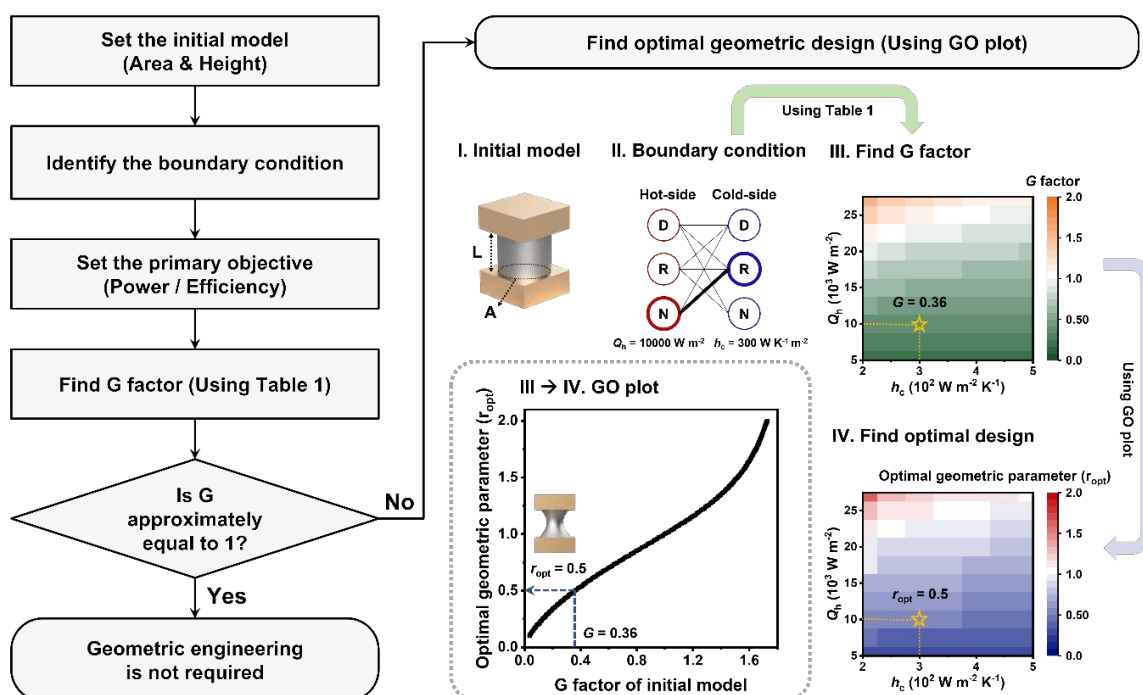 Set the initial model
(Area & Height)
Identify the boundary condition
Set the primary objective
(Power / Efficiency)
Find G factor (Using Table 1)
Is G
approximately
equal to 1?
No
Yes
Geometric engineering
is not required
Find optimal geometric design (Using GO plot)
Using Table 1
I. Initial model
L
A
II. Boundary condition
Hot-side Cold-side
D D
R R
N N
Qh = 10000 W m-2 hc = 300 W K-1 m-2
III. Find G factor
G factor
2.0
1.5
1.0
0.50
0.0
25
20
15
10
5
Qh (10³ W m-2)
G = 0.36
2 3 4 5
hc (10² W m-2 K-1)
Using GO plot
III → IV. GO plot
Optimal geometric parameter (ropt)
2.0
1.5
1.0
0.5
0.0
ropt = 0.5
G = 0.36
0.0 0.4 0.8 1.2 1.6
G factor of initial model
IV. Find optimal design
Optimal geometric parameter (ropt)
2.0
1.5
1.0
0.50
0.0
25
20
15
10
5
Qh (10³ W m-2)
ropt = 0.5
2 3 4 5
hc (10² W m-2 K-1)